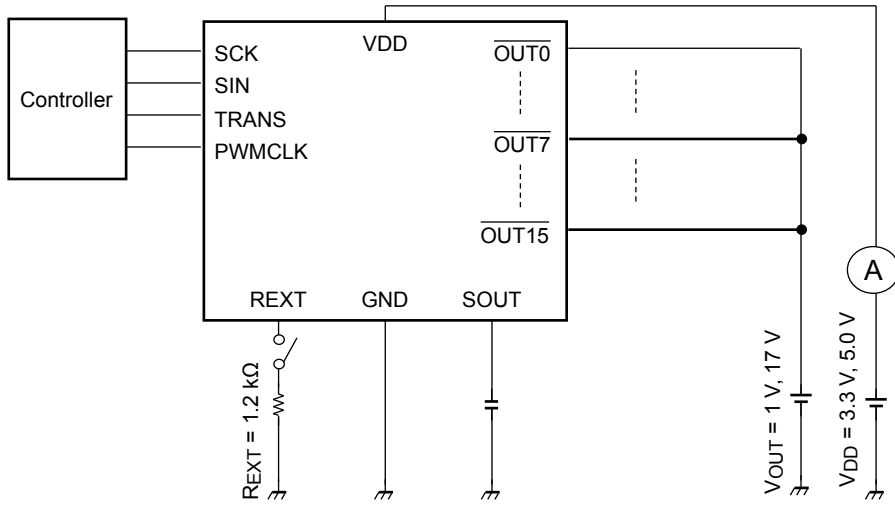 Controller
SCK
SIN
TRANS
PWMCLK
VDD
OUT0
OUT7
OUT15
REXT
GND
SOUT
A
REXT = 1.2 kΩ
VOUT = 1 V, 17 V
VDD = 3.3 V, 5.0 V